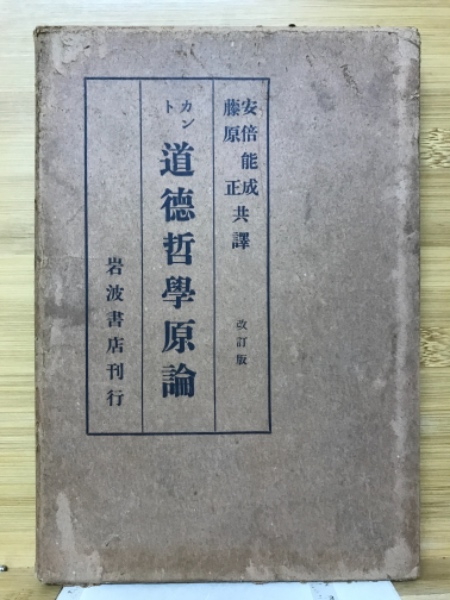 安倍能成
藤原正共譯
改訂版
カント
道德哲學原論
岩波書店刊行